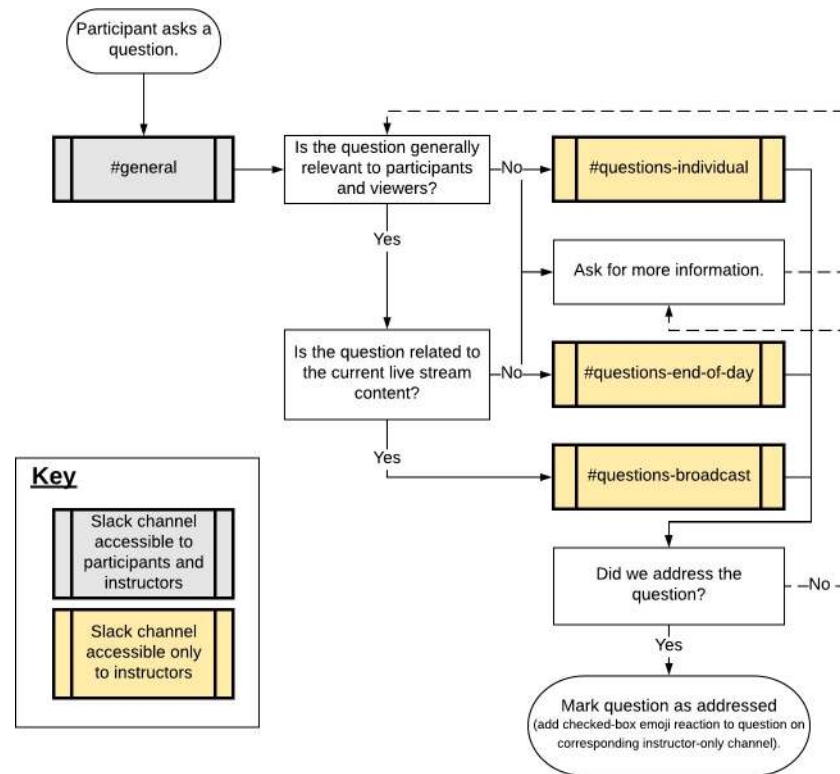 Participant asks a
question.
#general
Is the question generally
relevant to participants
and viewers?
No
#questions-individual
Yes
Ask for more information.
Is the question related to
the current live stream
content?
No
#questions-end-of-day
Yes
#questions-broadcast
Key
Slack channel
accessible to
participants and
instructors
Slack channel
accessible only
to instructors
Did we address the
question?
No
Yes
Mark question as addressed
(add checked-box emoji reaction to question on
corresponding instructor-only channel).